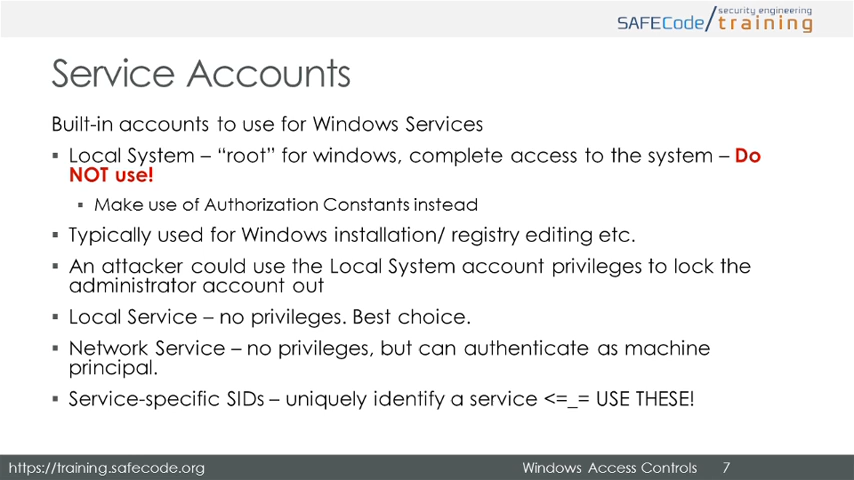 security engineering
SAFECode/training
Service Accounts
Built-in accounts to use for Windows Services
▪ Local System – “root” for windows, complete access to the system – Do
NOT use!
▪ Make use of Authorization Constants instead
▪ Typically used for Windows installation/ registry editing etc.
▪ An attacker could use the Local System account privileges to lock the
administrator account out
▪ Local Service – no privileges. Best choice.
▪ Network Service – no privileges, but can authenticate as machine
principal.
▪ Service-specific SIDs – uniquely identify a service <=_= USE THESE!
https://training.safecode.org
Windows Access Controls 7